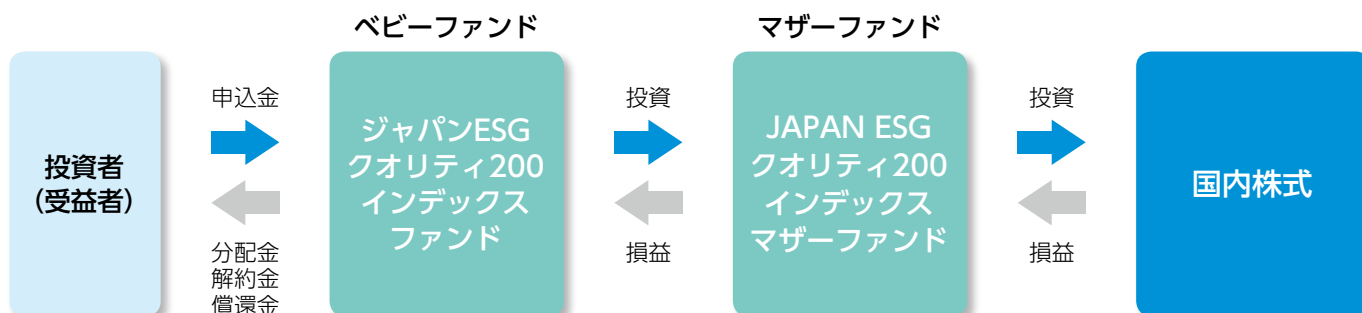 ベビーファンド
マザーファンド
投資者
（受益者）
申込金
分配金
解約金
償還金
ジャパンESG
クオリティ200
インデックス
ファンド
投資
損益
JAPAN ESG
クオリティ200
インデックス
マザーファンド
投資
損益
国内株式